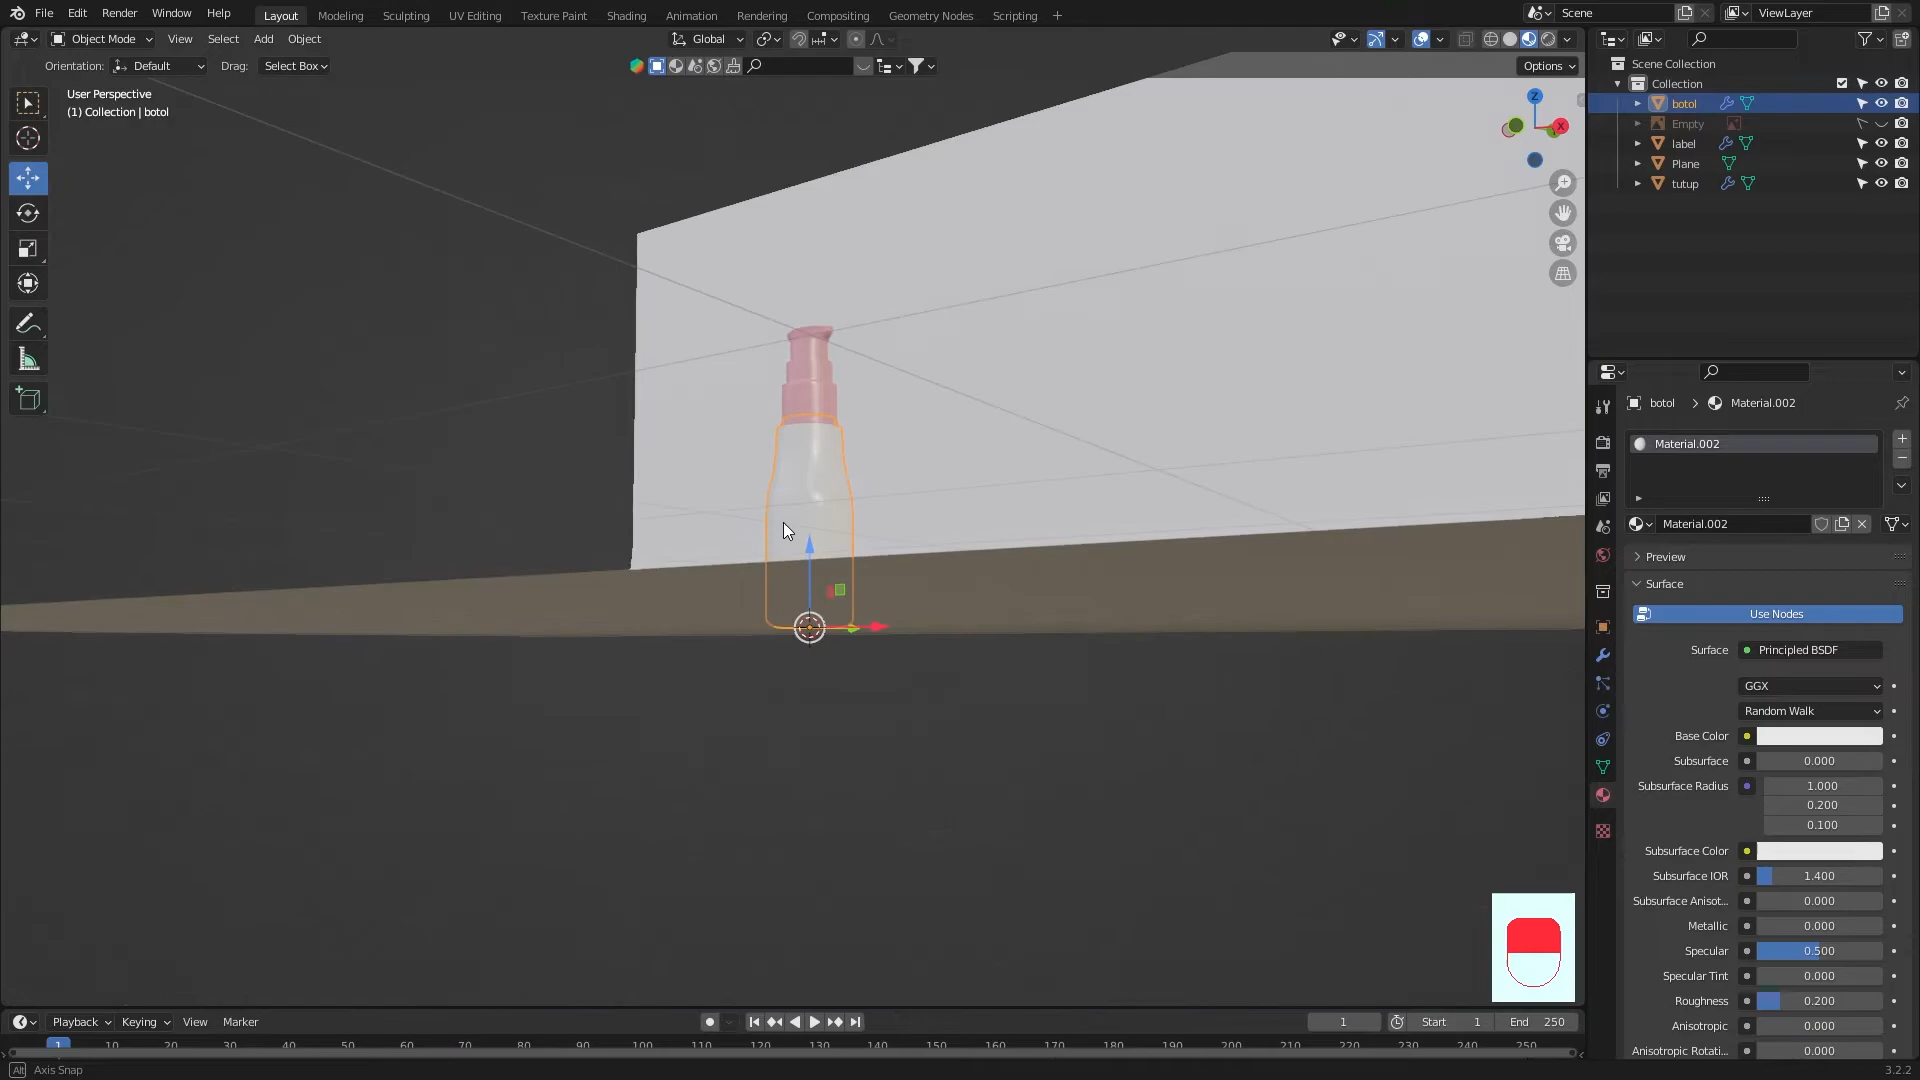 File Edit Render Window Help Layout Modeling Sculpting UV Editing Texture Paint Shading Animation Rendering Compositing Geometry Nodes Scripting + Scene ViewLayer
Object Mode View Select Add Object Global
Orientation: Default Drag: Select Box Options
User Perspective
(1) Collection | botol
Z
X
Scene Collection
Collection
botol
Empty
label
Plane
tutup
botol > Material.002
Material.002
Material.002
Preview
Surface
Use Nodes
Surface Principled BSDF
GGX
Random Walk
Base Color
Subsurface 0.000
Subsurface Radius 1.000
0.200
0.100
Subsurface Color
Subsurface IOR 1.400
Subsurface Anisot... 0.000
Metallic 0.000
Specular 0.500
Specular Tint 0.000
Roughness 0.200
Anisotropic 0.000
Anisotropic Rotati... 0.000
Playback Keying View Marker 1 Start 1 End 250
1 10 20 30 40 50 60 70 80 90 100 110 120 130 140 150 160 170 180 190 200 210 220 230 240 250
Alt Axis Snap 3.2.2